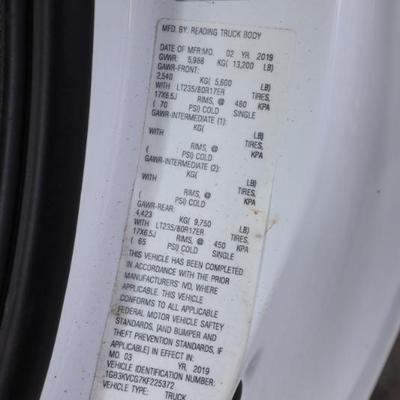 MFD. BY: READING TRUCK BODY
DATE OF MFR:MO. 02 YR. 2019
GVWR: 5,988 KG( 13,200 LB)
GAWR-FRONT:
2,540 KG( 5,600 LB)
WITH LT235/80R17ER TIRES,
17X6.5J RIMS, @ 480 KPA
( 70 PSI) COLD SINGLE
GAWR-INTERMEDIATE (1):
KG( LB)
WITH TIRES,
RIMS, @ KPA
( PSI) COLD
GAWR-INTERMEDIATE (2):
KG( LB)
WITH TIRES,
RIMS, @ KPA
( PSI) COLD
GAWR-REAR:
4,423 KG( 9,750 LB)
WITH LT235/80R17ER TIRES,
17X6.5J RIMS, @ 450 KPA
( 65 PSI) COLD SINGLE
THIS VEHICLE HAS BEEN COMPLETED
IN ACCORDANCE WITH THE PRIOR
MANUFACTURERS' IVD, WHERE
APPLICABLE. THIS VEHICLE
CONFORMS TO ALL APPLICABLE
FEDERAL MOTOR VEHICLE SAFTEY
STANDARDS, [AND BUMPER AND
THEFT PREVENTION STANDARDS, IF
APPLICABLE] IN EFFECT IN:
MO. 03 YR. 2019
VEHICLE IDENTIFICATION NUMBER:
1GB3KVCG7KF225372
VEHICLE TYPE: TRUCK